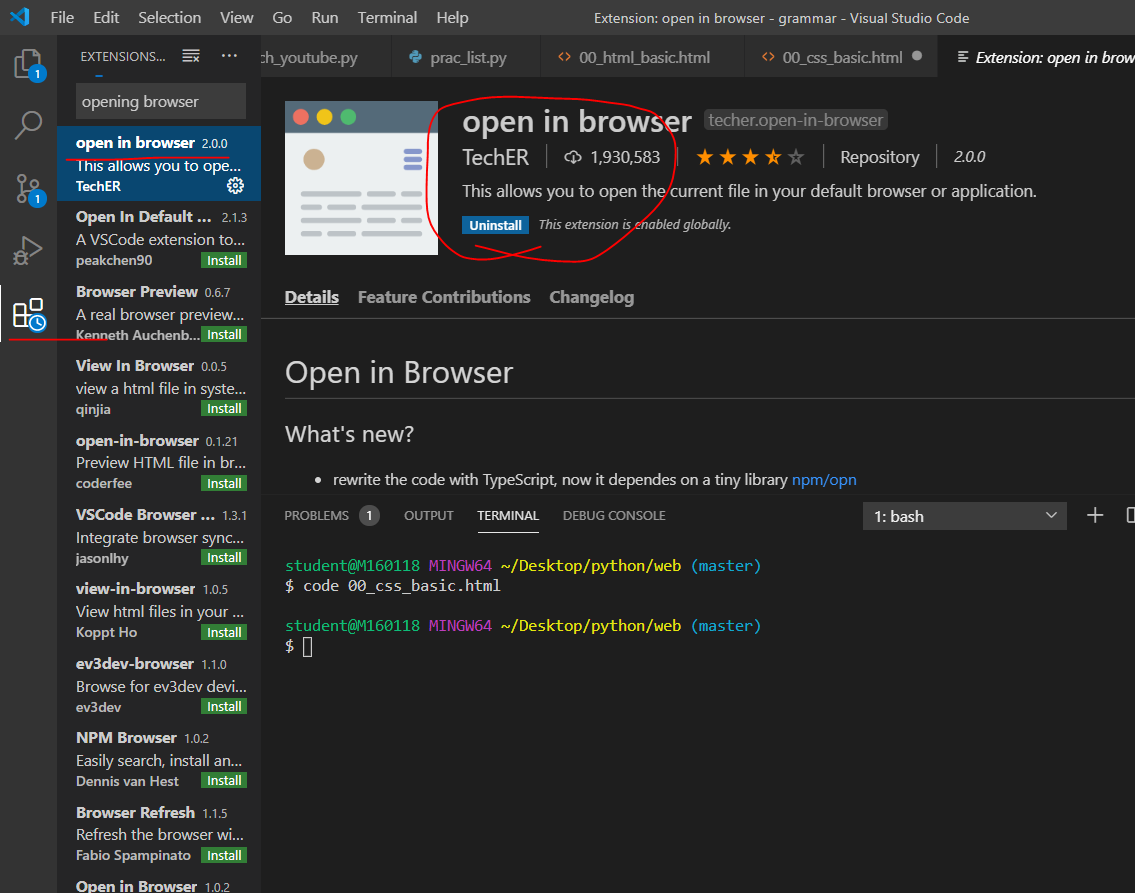 File Edit Selection View Go Run Terminal Help
Extension: open in browser - grammar - Visual Studio Code
1
1
EXTENSIONS...
opening browser
open in browser 2.0.0
This allows you to ope...
TechER
Open In Default ... 2.1.3
A VSCode extension to...
peakchen90 Install
Browser Preview 0.6.7
A real browser preview...
Kenneth Auchenb... Install
View In Browser 0.0.5
view a html file in syste...
qinjia Install
open-in-browser 0.1.21
Preview HTML file in br...
coderfee Install
VSCode Browser ... 1.3.1
Integrate browser sync...
jasonlhy Install
view-in-browser 1.0.5
View html files in your ...
Koppt Ho Install
ev3dev-browser 1.1.0
Browse for ev3dev devi...
ev3dev Install
NPM Browser 1.0.2
Easily search, install an...
Dennis van Hest Install
Browser Refresh 1.1.5
Refresh the browser wi...
Fabio Spampinato Install
Open in Browser 1.0.2
ch_youtube.py prac_list.py 00_html_basic.html 00_css_basic.html Extension: open in brow
open in browser techer.open-in-browser
TechER 1,930,583 Repository 2.0.0
This allows you to open the current file in your default browser or application.
Uninstall This extension is enabled globally.
Details Feature Contributions Changelog
Open in Browser
What's new?
• rewrite the code with TypeScript, now it dependes on a tiny library npm/opn
PROBLEMS 1 OUTPUT TERMINAL DEBUG CONSOLE 1: bash
student@M160118 MINGW64 ~/Desktop/python/web (master)
$ code 00_css_basic.html
student@M160118 MINGW64 ~/Desktop/python/web (master)
$